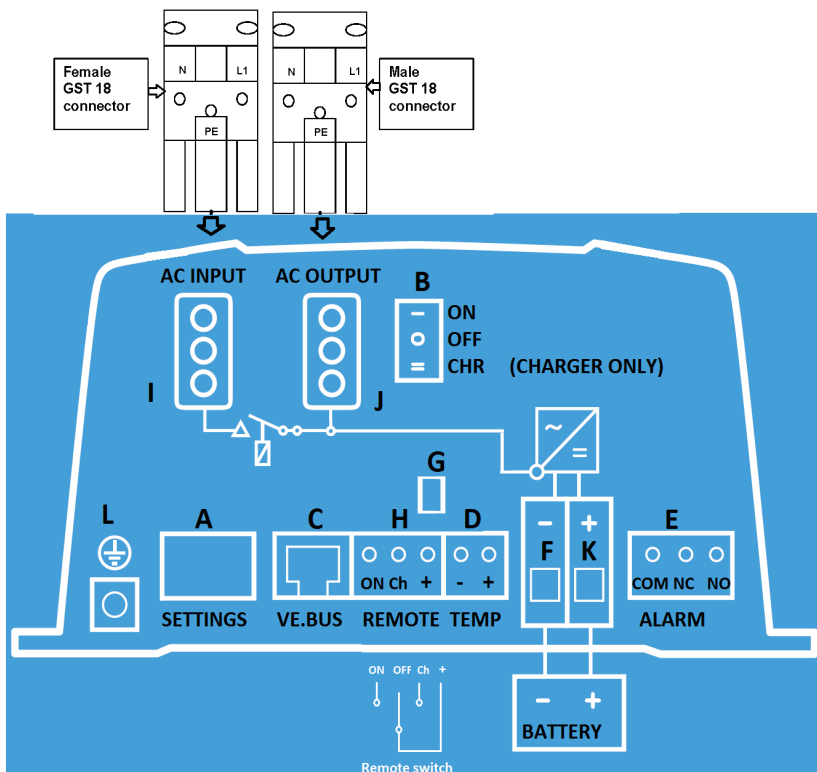 Female
GST 18
connector
N L1
PE
N L1
PE
Male
GST 18
connector
AC INPUT
AC OUTPUT
B
ON
OFF
CHR (CHARGER ONLY)
I
J
~
=
G
L
A
C
H
D
- +
F K
E
ON Ch +
- +
COM NC NO
SETTINGS
VE.BUS
REMOTE
TEMP
ALARM
ON OFF Ch +
- +
BATTERY
Remote switch